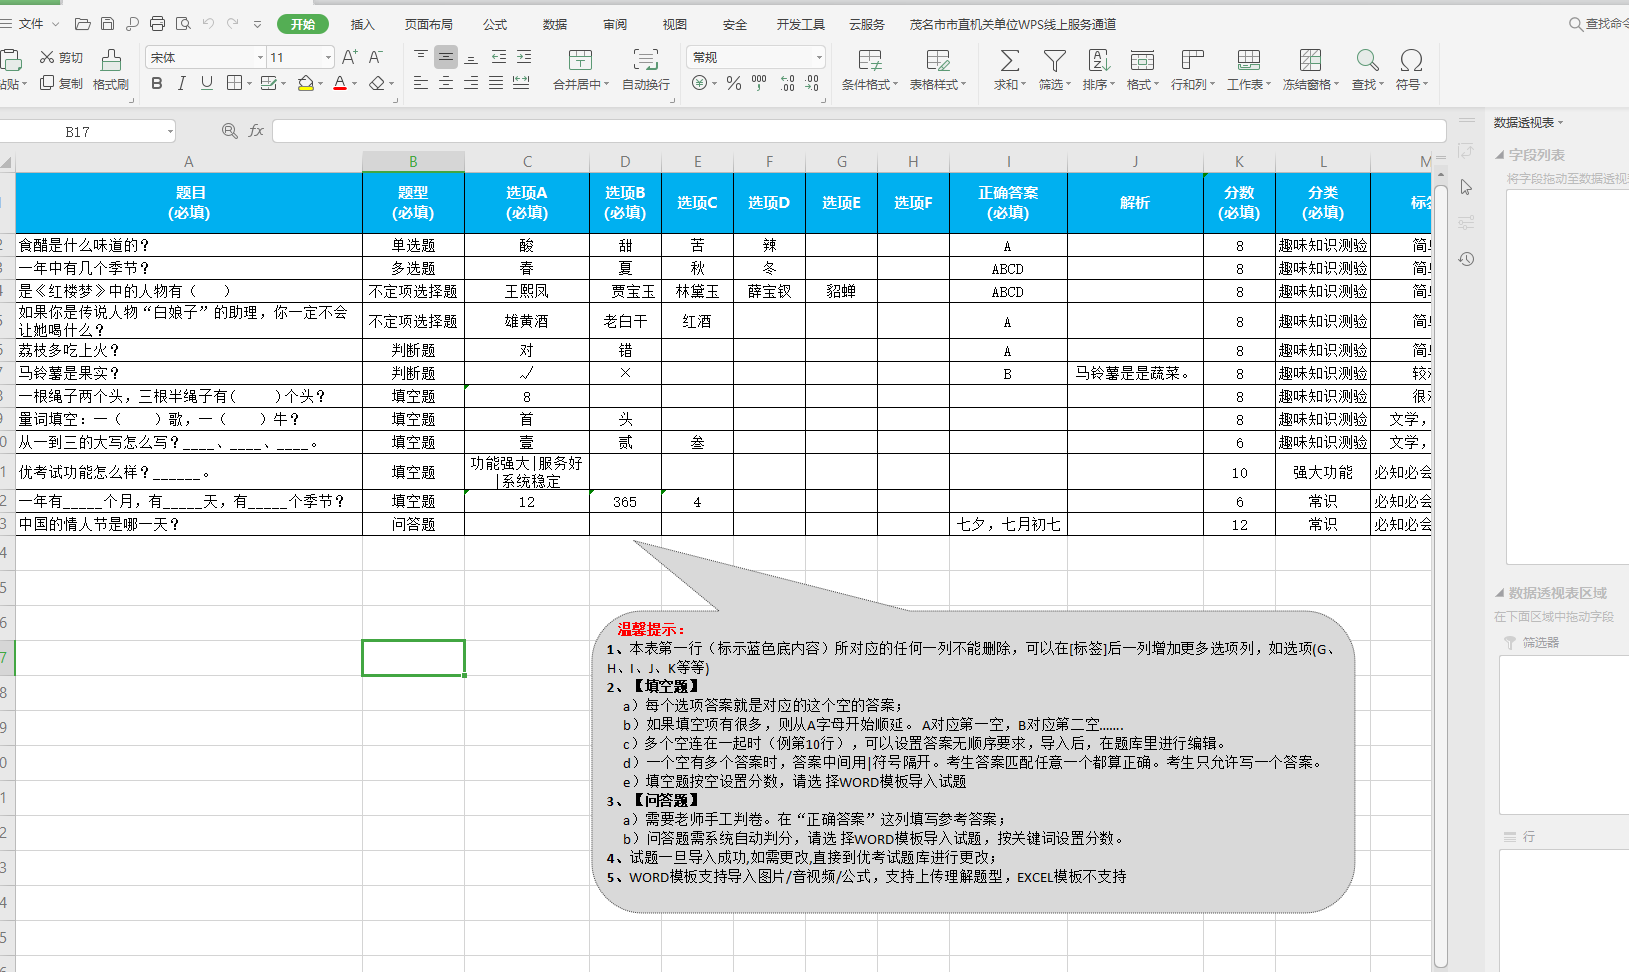 文件 开始 插入 页面布局 公式 数据 审阅 视图 安全 开发工具 云服务 茂名市市直机关单位WPS线上服务通道 查找命令
剪切 宋体 11 常规
粘贴 复制 格式刷 B I U 合并居中 自动换行 条件格式 表格样式 求和 筛选 排序 格式 行和列 工作表 冻结窗格 查找 符号
B17 fx 数据透视表
A B C D E F G H I J K L M
字段列表
将字段拖动至数据透视
题目 (必填) 题型 (必填) 选项A (必填) 选项B (必填) 选项C 选项D 选项E 选项F 正确答案 (必填) 解析 分数 (必填) 分类 (必填) 标
食醋是什么味道的? 单选题 酸 甜 苦 辣 A 8 趣味知识测验 简
一年中有几个季节? 多选题 春 夏 秋 冬 ABCD 8 趣味知识测验 简
是《红楼梦》中的人物有( ) 不定项选择题 王熙凤 贾宝玉 林黛玉 薛宝钗 貂蝉 ABCD 8 趣味知识测验 简
如果你是传说人物“白娘子”的助理,你一定不会
让她喝什么? 不定项选择题 雄黄酒 老白干 红酒 A 8 趣味知识测验 简
荔枝多吃上火? 判断题 对 错 A 8 趣味知识测验 简
马铃薯是果实? 判断题 √ × B 马铃薯是是蔬菜。 8 趣味知识测验 较
一根绳子两个头,三根半绳子有( )个头? 填空题 8 8 趣味知识测验 很
量词填空:一( )歌,一( )牛? 填空题 首 头 8 趣味知识测验 文学,
从一到三的大写怎么写?____、____、____。 填空题 壹 贰 叁 6 趣味知识测验 文学,
优考试功能怎么样?______。 填空题 功能强大|服务好
|系统稳定 10 强大功能 必知必会
一年有_____个月,有_____天,有_____个季节? 填空题 12 365 4 6 常识 必知必会
中国的情人节是哪一天? 问答题 七夕,七月初七 12 常识 必知必会
温馨提示:
1、本表第一行(标示蓝色底内容)所对应的任何一列不能删除,可以在[标签]后一列增加更多选项列,如选项(G、
H、I、J、K等等)
2、【填空题】
a)每个选项答案就是对应的这个空的答案;
b)如果填空项有很多,则从A字母开始顺延。 A对应第一空,B对应第二空.......
c)多个空连在一起时(例第10行),可以设置答案无顺序要求,导入后,在题库里进行编辑。
d)一个空有多个答案时,答案中间用|符号隔开。考生答案匹配任意一个都算正确。考生只允许写一个答案。
e)填空题按空设置分数,请选 择WORD模板导入试题
3、【问答题】
a)需要老师手工判卷。在“正确答案”这列填写参考答案;
b)问答题需系统自动判分,请选 择WORD模板导入试题,按关键词设置分数。
4、试题一旦导入成功,如需更改,直接到优考试题库进行更改;
5、WORD模板支持导入图片/音视频/公式,支持上传理解题型,EXCEL模板不支持
数据透视表区域
在下面区域中拖动字段
筛选器
行